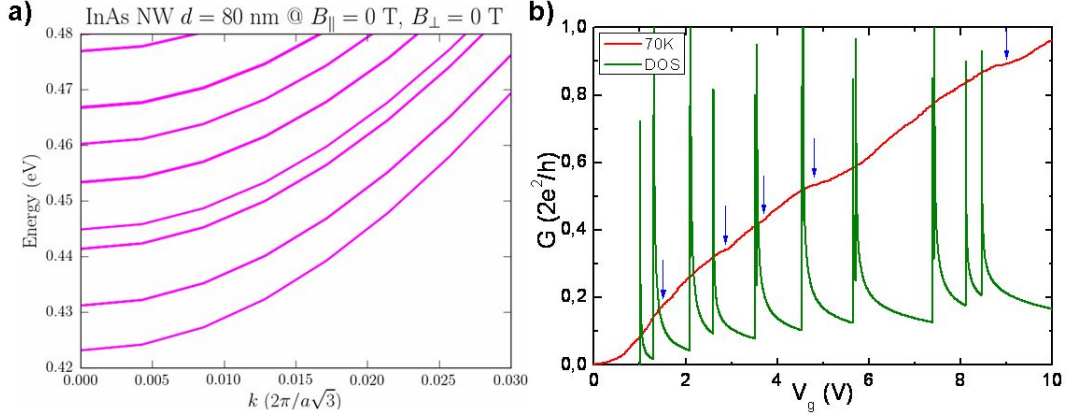 a)
InAs NW d = 80 nm @ B∥ = 0 T, B⊥ = 0 T
Energy (eV)
0.48
0.47
0.46
0.45
0.44
0.43
0.42
0.000 0.005 0.010 0.015 0.020 0.025 0.030
k (2π/a√3)
b)
70K
DOS
G (2e²/h)
1,0
0,8
0,6
0,4
0,2
0,0
0 2 4 6 8 10
Vg (V)